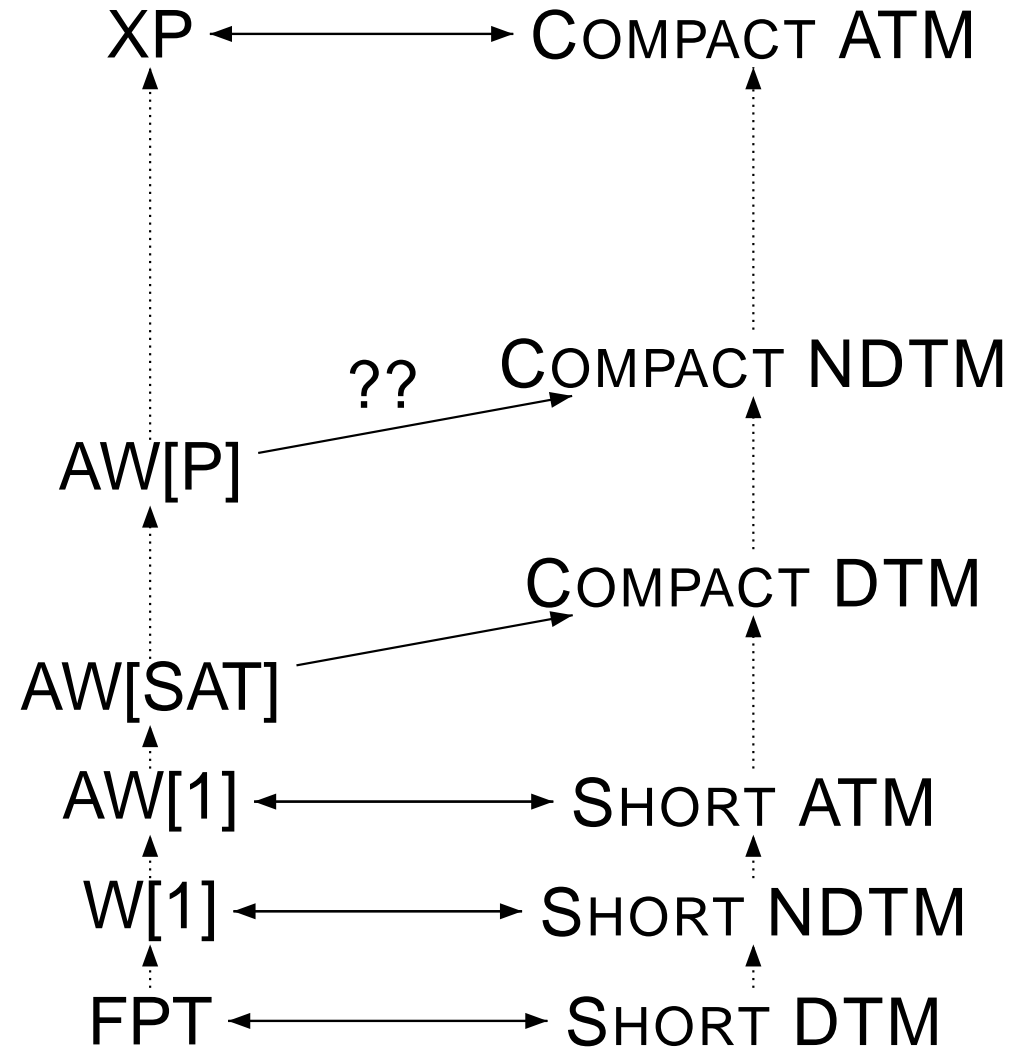 XP COMPACT ATM
COMPACT NDTM
??
AW[P]
COMPACT DTM
AW[SAT]
AW[1] SHORT ATM
W[1] SHORT NDTM
FPT SHORT DTM